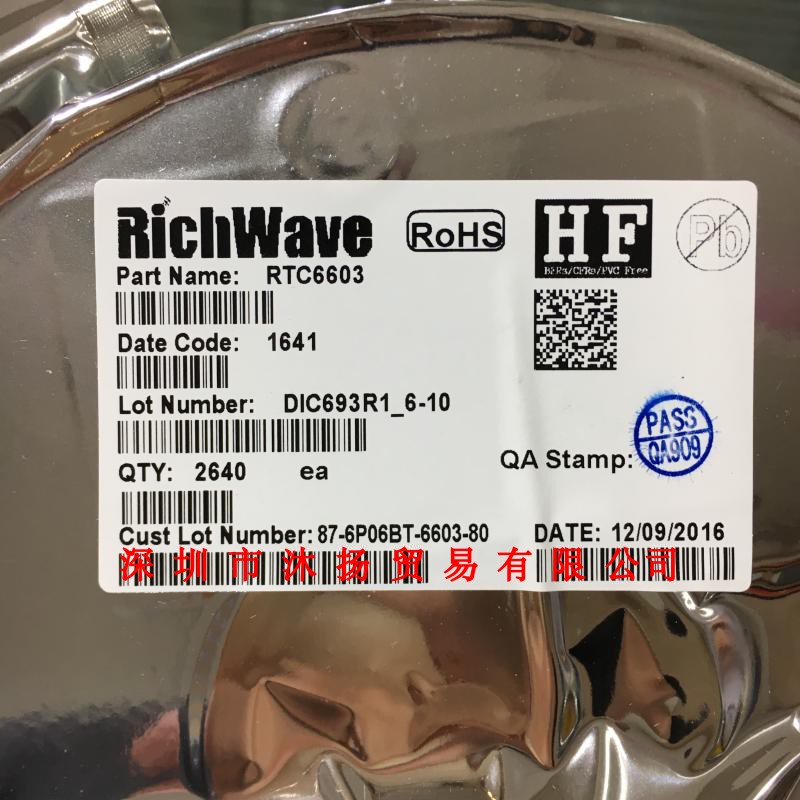 RichWave RoHS HF Pb
BFRs/CFRs/PVC Free
Part Name: RTC6603
Date Code: 1641
Lot Number: DIC693R1_6-10
PASS
QA909
QTY: 2640 ea QA Stamp:
Cust Lot Number: 87-6P06BT-6603-80 DATE: 12/09/2016
深圳市沐扬贸易有限公司